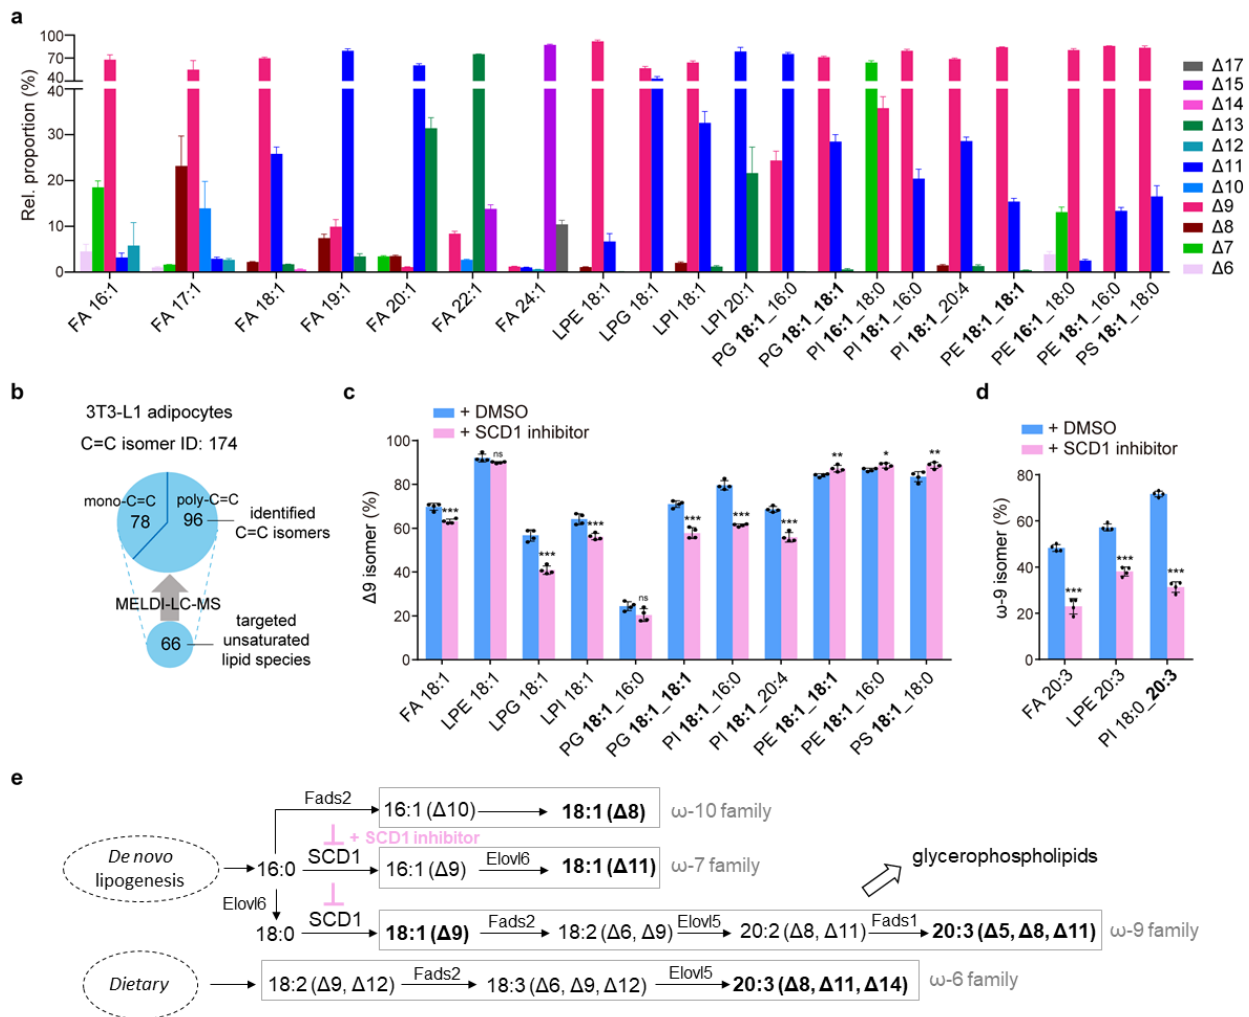 a
Rel. proportion (%)
100
70
40
40
30
20
10
0
FA 16:1
FA 17:1
FA 18:1
FA 19:1
FA 20:1
FA 22:1
FA 24:1
LPE 18:1
LPG 18:1
LPI 18:1
LPI 20:1
PG 18:1_16:0
PG 18:1_18:1
PI 16:1_18:0
PI 18:1_16:0
PI 18:1_20:4
PE 18:1_18:1
PE 16:1_18:0
PE 18:1_16:0
PS 18:1_18:0
Δ17
Δ15
Δ14
Δ13
Δ12
Δ11
Δ10
Δ9
Δ8
Δ7
Δ6
b
3T3-L1 adipocytes
C=C isomer ID: 174
mono-C=C
78
poly-C=C
96
identified
C=C isomers
MELDI-LC-MS
66
targeted
unsaturated
lipid species
c
+ DMSO
+ SCD1 inhibitor
Δ9 isomer (%)
100
80
60
40
20
0
***
ns
***
***
ns
***
***
***
**
*
**
FA 18:1
LPE 18:1
LPG 18:1
LPI 18:1
PG 18:1_16:0
PG 18:1_18:1
PI 18:1_16:0
PI 18:1_20:4
PE 18:1_18:1
PE 18:1_16:0
PS 18:1_18:0
d
+ DMSO
+ SCD1 inhibitor
ω-9 isomer (%)
80
60
40
20
0
***
***
***
FA 20:3
LPE 20:3
PI 18:0_20:3
e
De novo
lipogenesis
16:0
Fads2
16:1 (Δ10)
18:1 (Δ8)
ω-10 family
+ SCD1 inhibitor
SCD1
16:1 (Δ9)
Elovl6
18:1 (Δ11)
ω-7 family
glycerophospholipids
Elovl6
18:0
SCD1
18:1 (Δ9)
Fads2
18:2 (Δ6, Δ9)
Elovl5
20:2 (Δ8, Δ11)
Fads1
20:3 (Δ5, Δ8, Δ11)
ω-9 family
Dietary
18:2 (Δ9, Δ12)
Fads2
18:3 (Δ6, Δ9, Δ12)
Elovl5
20:3 (Δ8, Δ11, Δ14)
ω-6 family